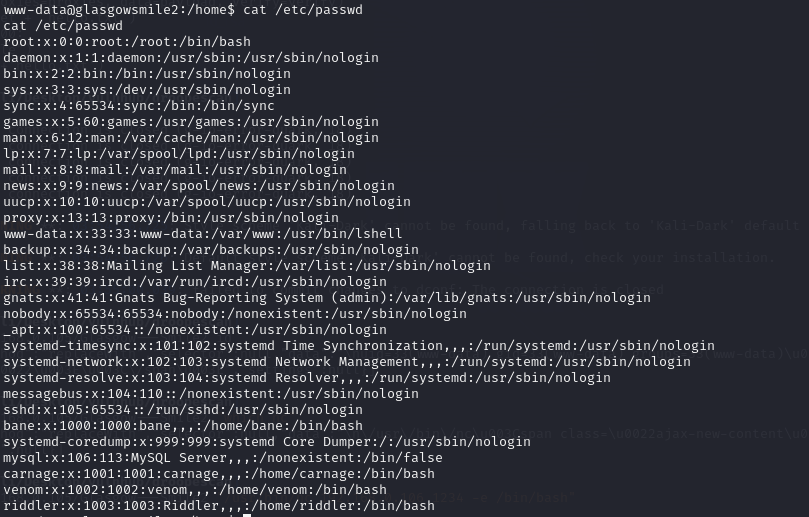 www-data@glasgowsmile2:/home$ cat /etc/passwd
cat /etc/passwd
root:x:0:0:root:/root:/bin/bash
daemon:x:1:1:daemon:/usr/sbin:/usr/sbin/nologin
bin:x:2:2:bin:/bin:/usr/sbin/nologin
sys:x:3:3:sys:/dev:/usr/sbin/nologin
sync:x:4:65534:sync:/bin:/bin/sync
games:x:5:60:games:/usr/games:/usr/sbin/nologin
man:x:6:12:man:/var/cache/man:/usr/sbin/nologin
lp:x:7:7:lp:/var/spool/lpd:/usr/sbin/nologin
mail:x:8:8:mail:/var/mail:/usr/sbin/nologin
news:x:9:9:news:/var/spool/news:/usr/sbin/nologin
uucp:x:10:10:uucp:/var/spool/uucp:/usr/sbin/nologin
proxy:x:13:13:proxy:/bin:/usr/sbin/nologin
www-data:x:33:33:www-data:/var/www:/usr/bin/lshell
backup:x:34:34:backup:/var/backups:/usr/sbin/nologin
list:x:38:38:Mailing List Manager:/var/list:/usr/sbin/nologin
irc:x:39:39:ircd:/var/run/ircd:/usr/sbin/nologin
gnats:x:41:41:Gnats Bug-Reporting System (admin):/var/lib/gnats:/usr/sbin/nologin
nobody:x:65534:65534:nobody:/nonexistent:/usr/sbin/nologin
_apt:x:100:65534::/nonexistent:/usr/sbin/nologin
systemd-timesync:x:101:102:systemd Time Synchronization,,,:/run/systemd:/usr/sbin/nologin
systemd-network:x:102:103:systemd Network Management,,,:/run/systemd:/usr/sbin/nologin
systemd-resolve:x:103:104:systemd Resolver,,,:/run/systemd:/usr/sbin/nologin
messagebus:x:104:110::/nonexistent:/usr/sbin/nologin
sshd:x:105:65534::/run/sshd:/usr/sbin/nologin
bane:x:1000:1000:bane,,,:/home/bane:/bin/bash
systemd-coredump:x:999:999:systemd Core Dumper:/:/usr/sbin/nologin
mysql:x:106:113:MySQL Server,,,:/nonexistent:/bin/false
carnage:x:1001:1001:carnage,,,:/home/carnage:/bin/bash
venom:x:1002:1002:venom,,,:/home/venom:/bin/bash
riddler:x:1003:1003:Riddler,,,:/home/riddler:/bin/bash